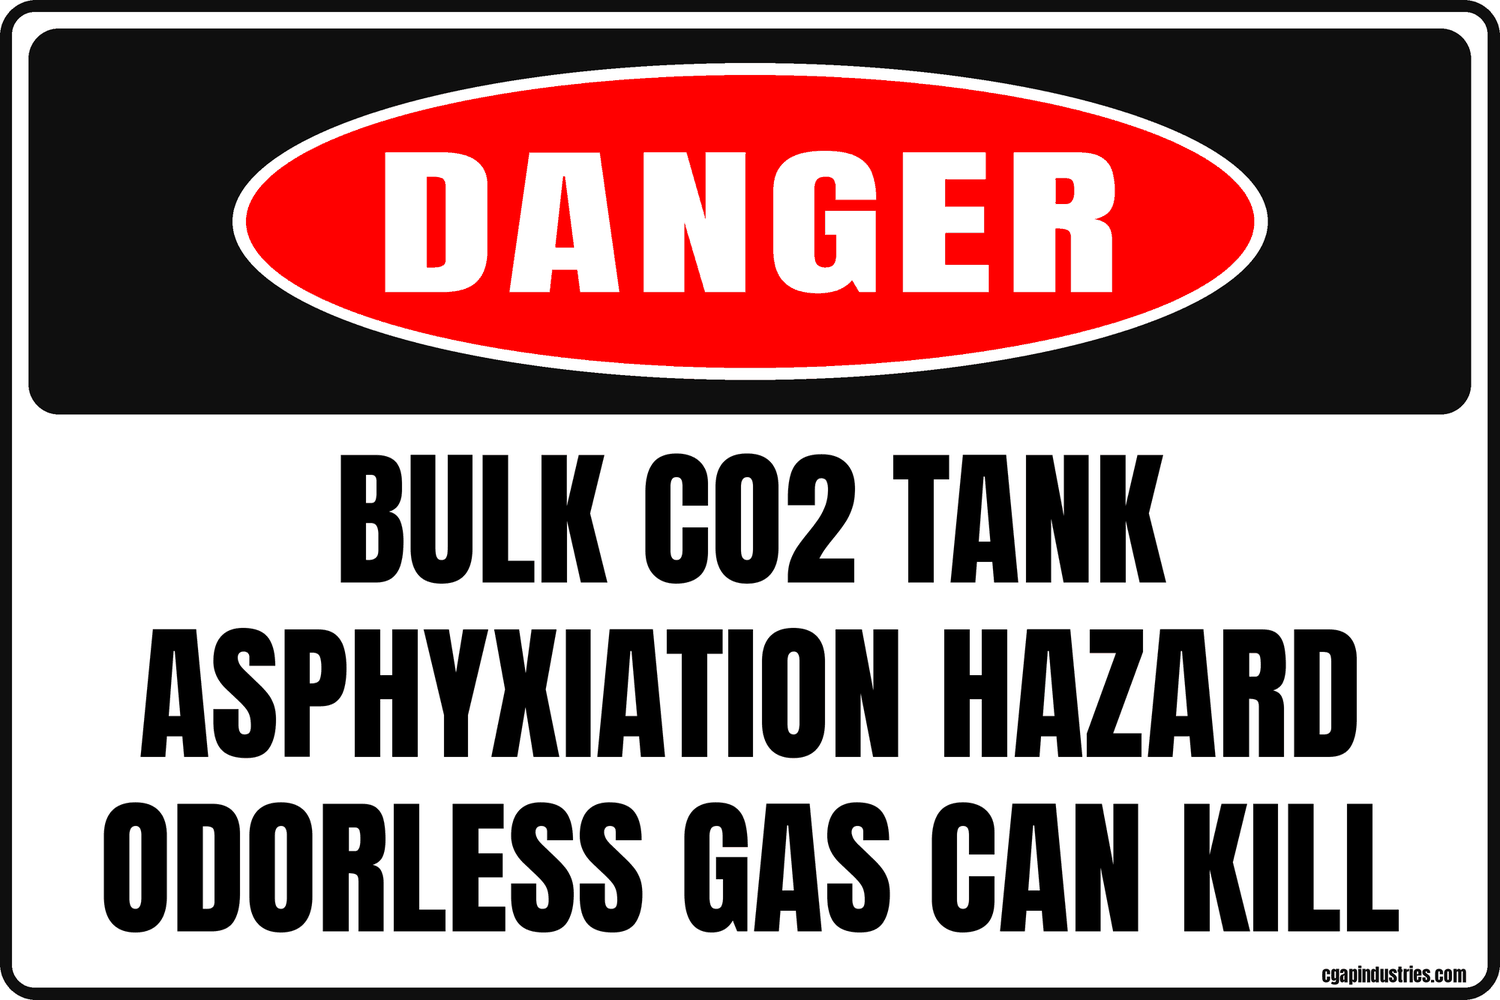 DANGER
BULK CO2 TANK
ASPHYXIATION HAZARD
ODORLESS GAS CAN KILL
cgapindustries.com